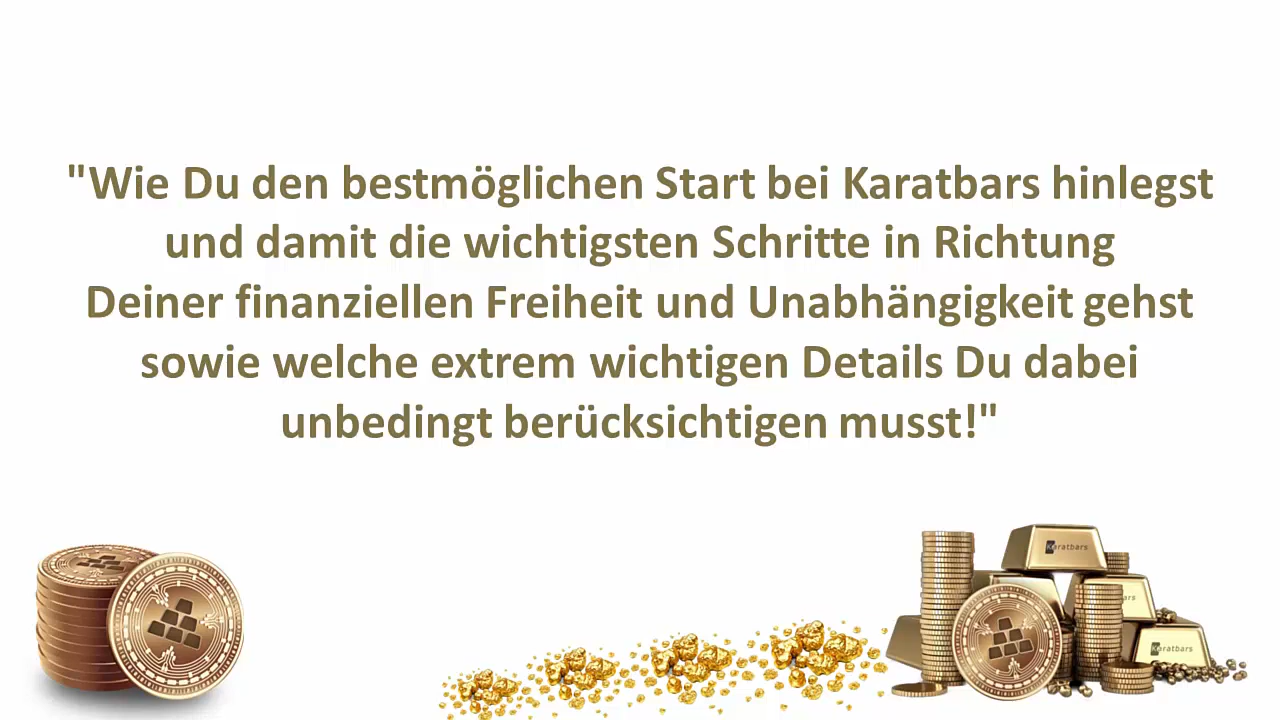 "Wie Du den bestmöglichen Start bei Karatbars hinlegst
und damit die wichtigsten Schritte in Richtung
Deiner finanziellen Freiheit und Unabhängigkeit gehst
sowie welche extrem wichtigen Details Du dabei
unbedingt berücksichtigen musst!"
Karatbars
ars
Karatbars